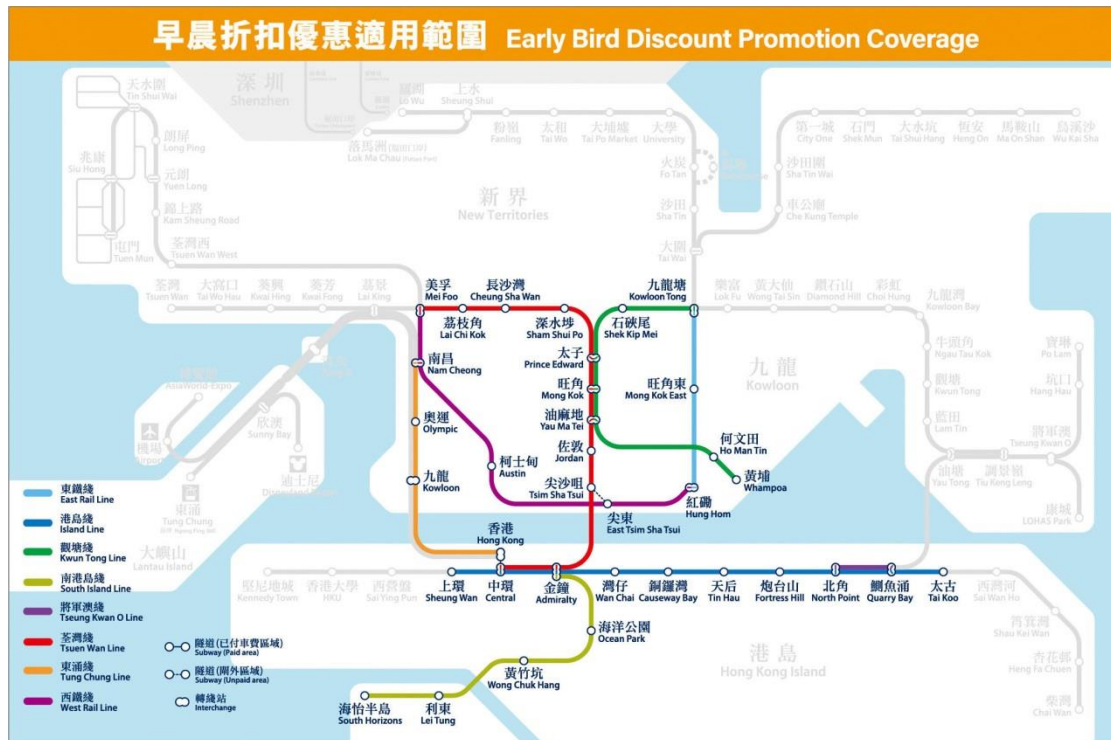 早晨折扣優惠適用範圍 Early Bird Discount Promotion Coverage
深圳
Shenzhen
天水圍
Tin Shui Wai
朗屏
Long Ping
兆康
Siu Hong
元朗
Yuen Long
錦上路
Kam Sheung Road
屯門
Tuen Mun
荃灣西
Tsuen Wan West
羅湖
Lo Wu
上水
Sheung Shui
落馬洲
Lok Ma Chau
粉嶺
Fanling
太和
Tai Wo
大埔墟
Tai Po Market
大學
University
火炭
Fo Tan
沙田
Sha Tin
大圍
Tai Wai
第一城
City One
石門
Shek Mun
大水坑
Tai Shui Hang
恆安
Heng On
馬鞍山
Ma On Shan
烏溪沙
Wu Kai Sha
沙田圍
Sha Tin Wai
車公廟
Che Kung Temple
新界
New Territories
荃灣
Tsuen Wan
大窩口
Tai Wo Hau
葵興
Kwai Hing
葵芳
Kwai Fong
荔景
Lai King
美孚
Mei Foo
長沙灣
Cheung Sha Wan
荔枝角
Lai Chi Kok
深水埗
Sham Shui Po
石硤尾
Shek Kip Mei
九龍塘
Kowloon Tong
樂富
Lok Fu
黃大仙
Wong Tai Sin
鑽石山
Diamond Hill
彩虹
Choi Hung
九龍灣
Kowloon Bay
牛頭角
Ngau Tau Kok
觀塘
Kwun Tong
藍田
Lam Tin
油塘
Yau Tong
調景嶺
Tiu Keng Leng
將軍澳
Tseung Kwan O
坑口
Hang Hau
寶琳
Po Lam
康城
LOHAS Park
九龍
Kowloon
南昌
Nam Cheong
太子
Prince Edward
旺角
Mong Kok
旺角東
Mong Kok East
油麻地
Yau Ma Tei
奧運
Olympic
何文田
Ho Man Tin
佐敦
Jordan
柯士甸
Austin
黃埔
Whampoa
九龍
Kowloon
尖沙咀
Tsim Sha Tsui
尖東
East Tsim Sha Tsui
紅磡
Hung Hom
AsiaWorld-Expo
機場
Airport
欣澳
Sunny Bay
迪士尼
東涌
Tung Chung
大嶼山
Lantau Island
香港
Hong Kong
堅尼地城
Kennedy Town
香港大學
HKU
西營盤
Sai Ying Pun
上環
Sheung Wan
中環
Central
金鐘
Admiralty
灣仔
Wan Chai
銅鑼灣
Causeway Bay
天后
Tin Hau
炮台山
Fortress Hill
北角
North Point
鰂魚涌
Quarry Bay
太古
Tai Koo
西灣河
Sai Wan Ho
筲箕灣
Shau Kei Wan
杏花邨
Heng Fa Chuen
柴灣
Chai Wan
港島
Hong Kong Island
海洋公園
Ocean Park
黃竹坑
Wong Chuk Hang
利東
Lei Tung
海怡半島
South Horizons
東鐵綫
East Rail Line
港島綫
Island Line
觀塘綫
Kwun Tong Line
南港島綫
South Island Line
將軍澳綫
Tseung Kwan O Line
荃灣綫
Tsuen Wan Line
東涌綫
Tung Chung Line
西鐵綫
West Rail Line
隧道(已付車費區域)
Subway (Paid area)
隧道(閘外區域)
Subway (Unpaid area)
轉綫站
Interchange